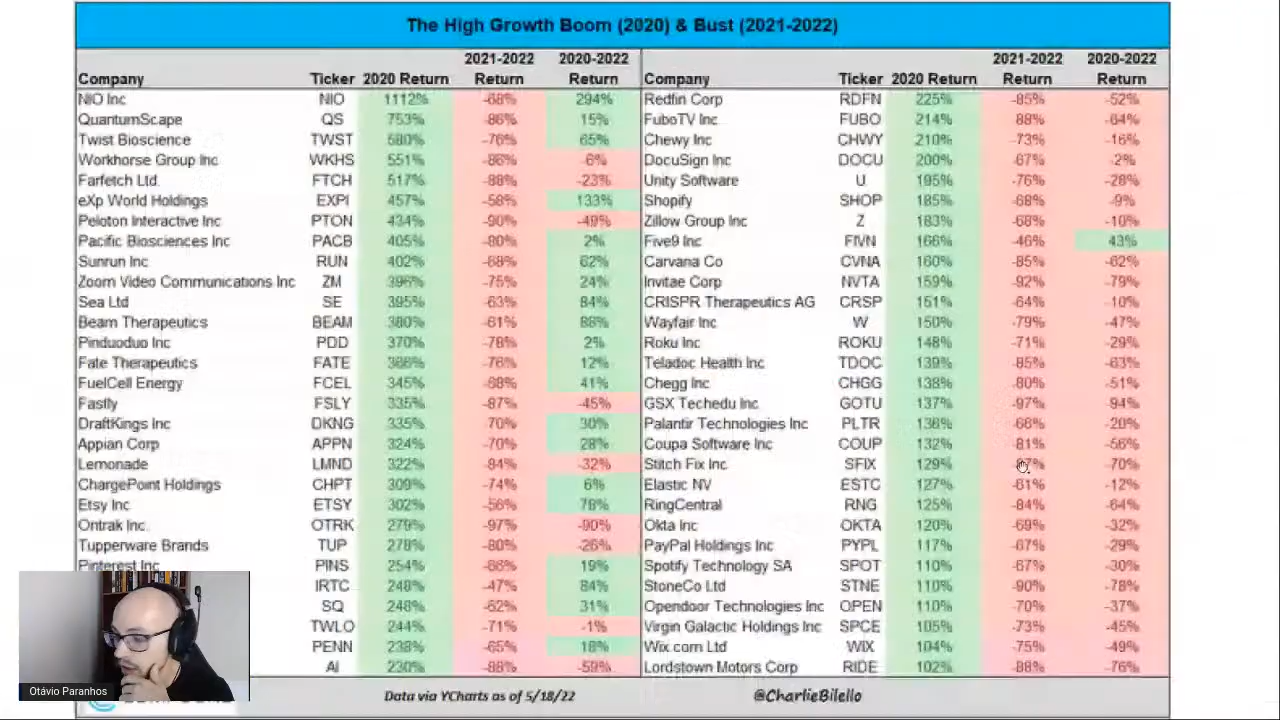 The High Growth Boom (2020) & Bust (2021-2022)
2021-2022 2020-2022 2021-2022 2020-2022
Company Ticker 2020 Return Return Return Company Ticker 2020 Return Return Return
NIO Inc NIO 1112% -68% 294% Redfin Corp RDFN 225% -85% -52%
QuantumScape QS 753% -86% 15% FuboTV Inc FUBO 214% 88% -64%
Twist Bioscience TWST 580% -76% 65% Chewy Inc CHWY 210% -73% -16%
Workhorse Group Inc WKHS 551% -86% -6% DocuSign Inc DOCU 200% -67% -2%
Farfetch Ltd. FTCH 517% -88% -23% Unity Software U 195% -76% -28%
eXp World Holdings EXPI 457% -58% 133% Shopify SHOP 185% -68% -9%
Peloton Interactive Inc PTON 434% -90% -49% Zillow Group Inc Z 183% -68% -10%
Pacific Biosciences Inc PACB 405% -80% 2% Five9 Inc FIVN 166% -46% 43%
Sunrun Inc RUN 402% -68% 62% Carvana Co CVNA 160% -85% -62%
Zoom Video Communications Inc ZM 396% -75% 24% Invitae Corp NVTA 159% -92% -79%
Sea Ltd SE 395% -63% 84% CRISPR Therapeutics AG CRSP 151% -64% -10%
Beam Therapeutics BEAM 380% -61% 88% Wayfair Inc W 150% -79% -47%
Pinduoduo Inc PDD 370% -78% 2% Roku Inc ROKU 148% -71% -29%
Fate Therapeutics FATE -76% 12% Teladoc Health Inc TDOC 139% -85% -63%
FuelCell Energy FCEL 345% -68% 41% Chegg Inc CHGG 138% -80% -51%
Fastly FSLY 335% -87% -45% GSX Techedu Inc GOTU 137% -97% -94%
DraftKings Inc DKNG 335% 70% 30% Palantir Technologies Inc PLTR 136% -66% -20%
Appian Corp APPN 324% -70% 28% Coupa Software Inc COUP 132% -81% -56%
Lemonade LMND 322% -84% -32% Stitch Fix Inc SFIX 129% -70%
ChargePoint Holdings CHPT 309% -74% 6% Elastic NV ESTC 127% -61% -12%
Etsy Inc ETSY 302% -56% 78% RingCentral RNG 125% -84% -64%
Ontrak Inc. OTRK 279% -97% -90% Okta Inc OKTA 120% -69% -32%
Tupperware Brands TUP 278% -80% -26% PayPal Holdings Inc PYPL 117% -67% -29%
Pinterest Inc PINS 254% -66% 19% Spotify Technology SA SPOT 110% -67% -30%
IRTC 248% -47% 84% StoneCo Ltd STNE 110% -90% -78%
SQ 248% -62% 31% Opendoor Technologies Inc OPEN 110% -70% -37%
TWLO 244% -71% -1% Virgin Galactic Holdings Inc SPCE 105% -73% -45%
PENN 238% -65% 18% Wix.com Ltd WIX 104% -75% -49%
AI 230% -88% -59% Lordstown Motors Corp RIDE 102% -88% -76%
Data via YCharts as of 5/18/22 @CharlieBilello
Otávio Paranhos